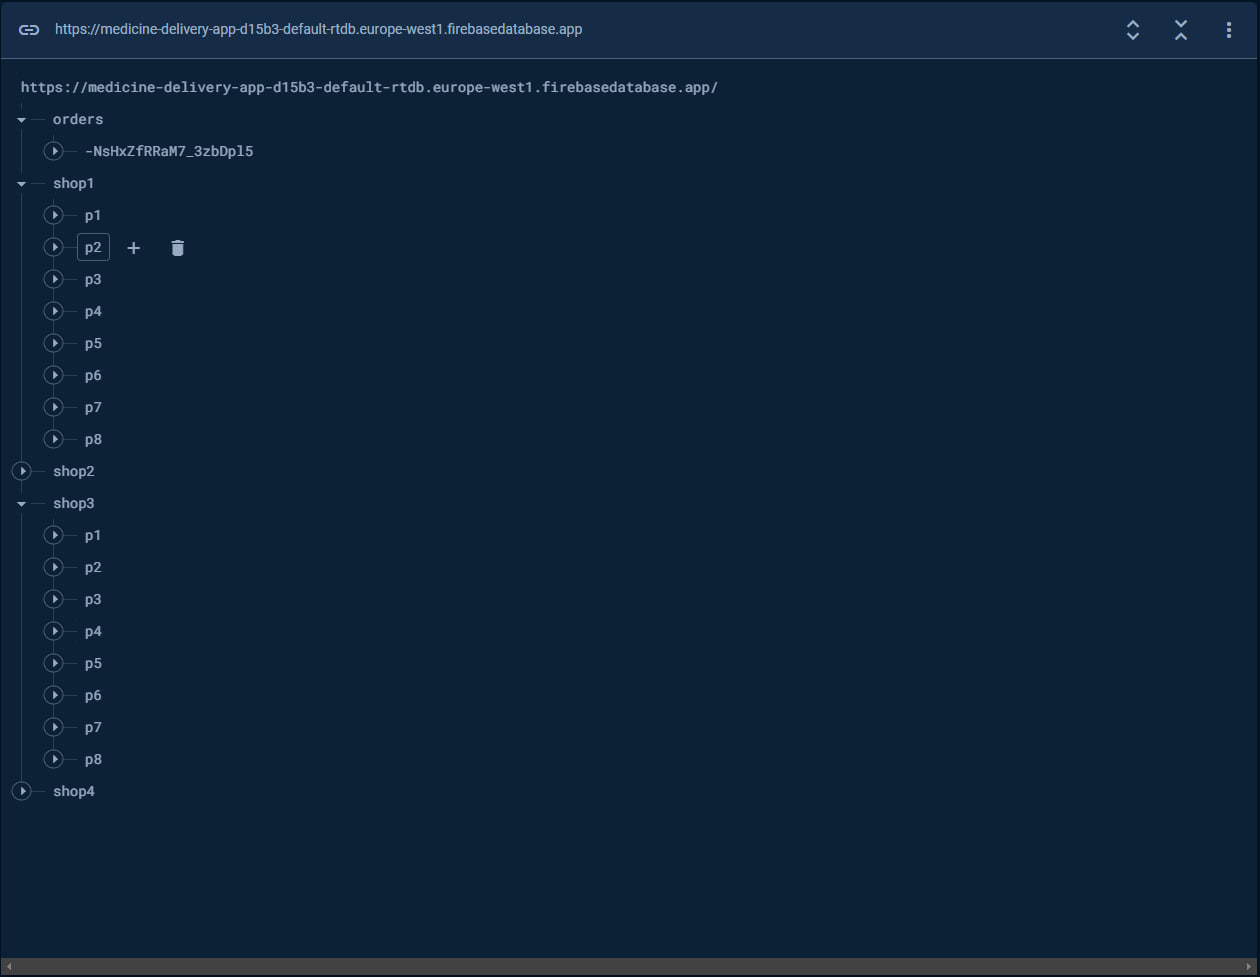 https://medicine-delivery-app-d15b3-default-rtdb.europe-west1.firebasedatabase.app
https://medicine-delivery-app-d15b3-default-rtdb.europe-west1.firebasedatabase.app/
orders
-NsHxZfRRaM7_3zbDpl5
shop1
p1
p2
p3
p4
p5
p6
p7
p8
shop2
shop3
p1
p2
p3
p4
p5
p6
p7
p8
shop4